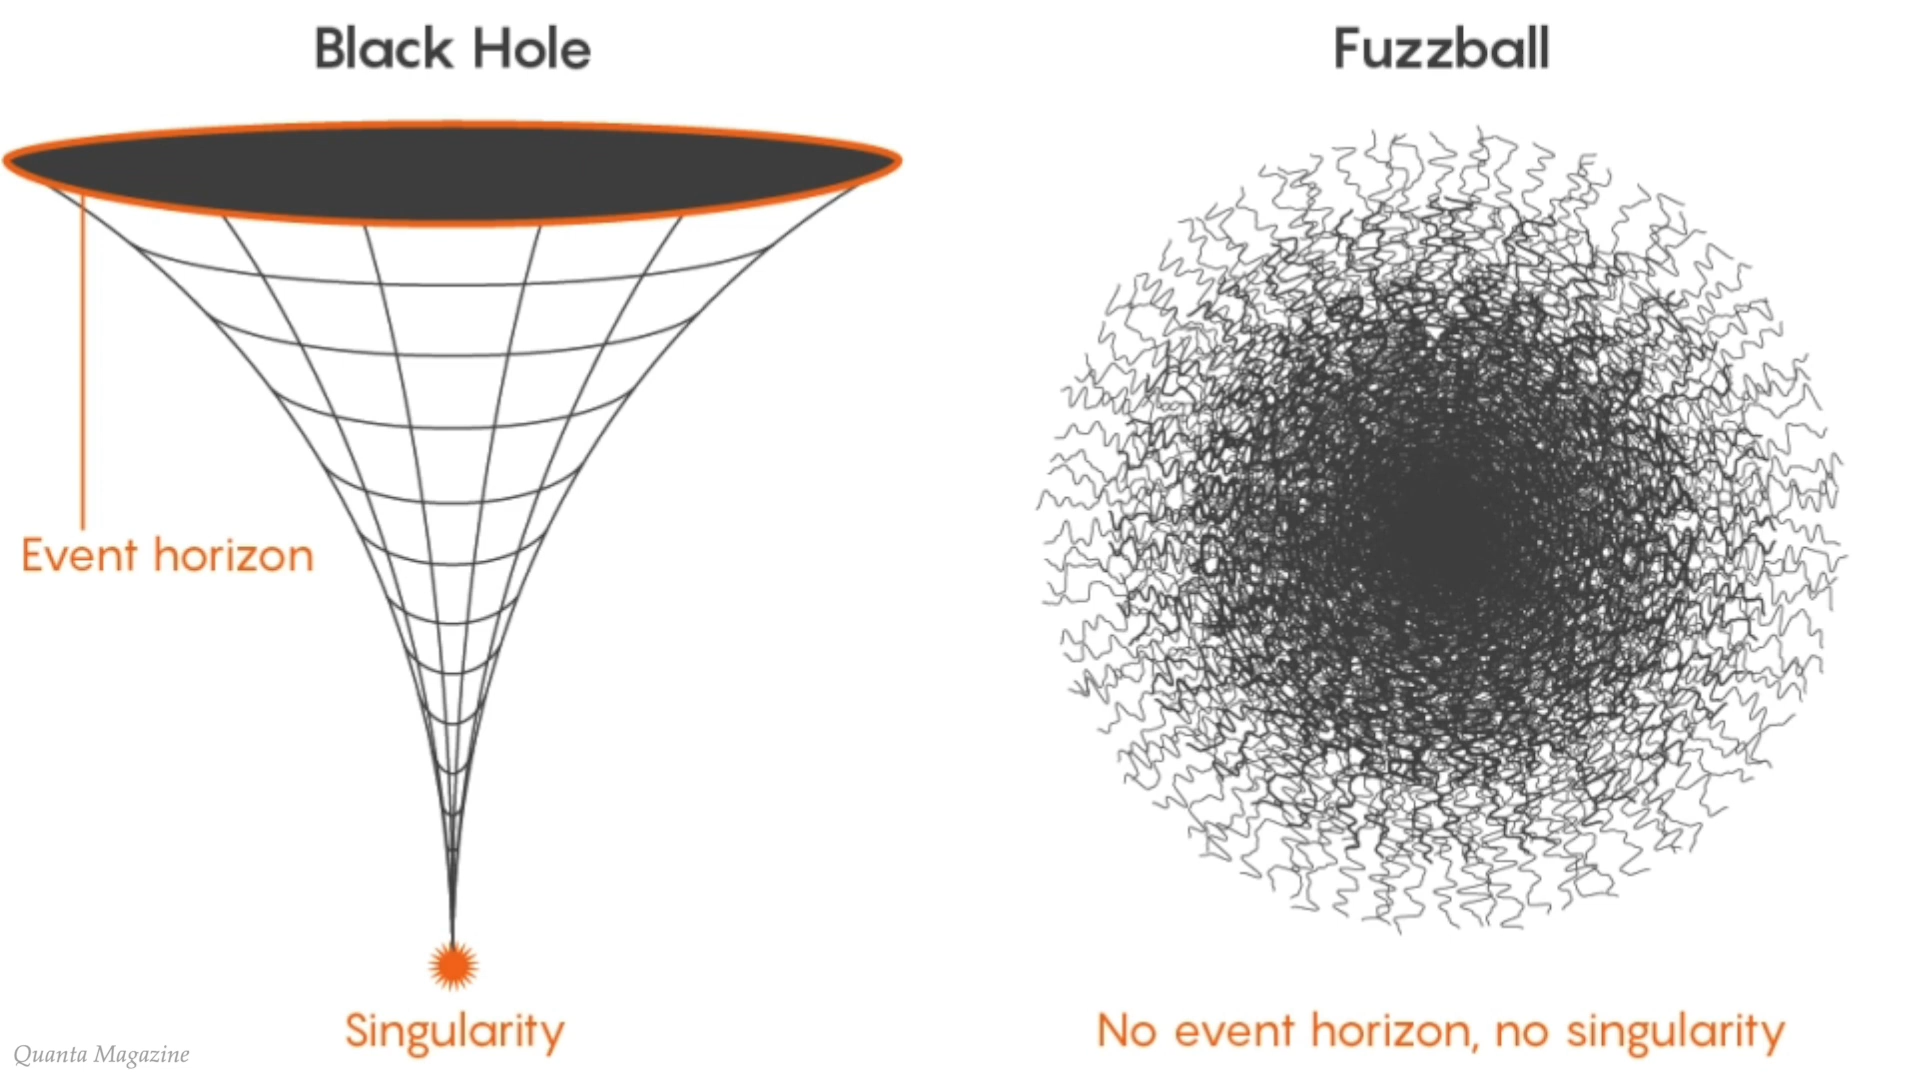 Black Hole
Fuzzball
Event horizon
Singularity
No event horizon, no singularity
Quanta Magazine